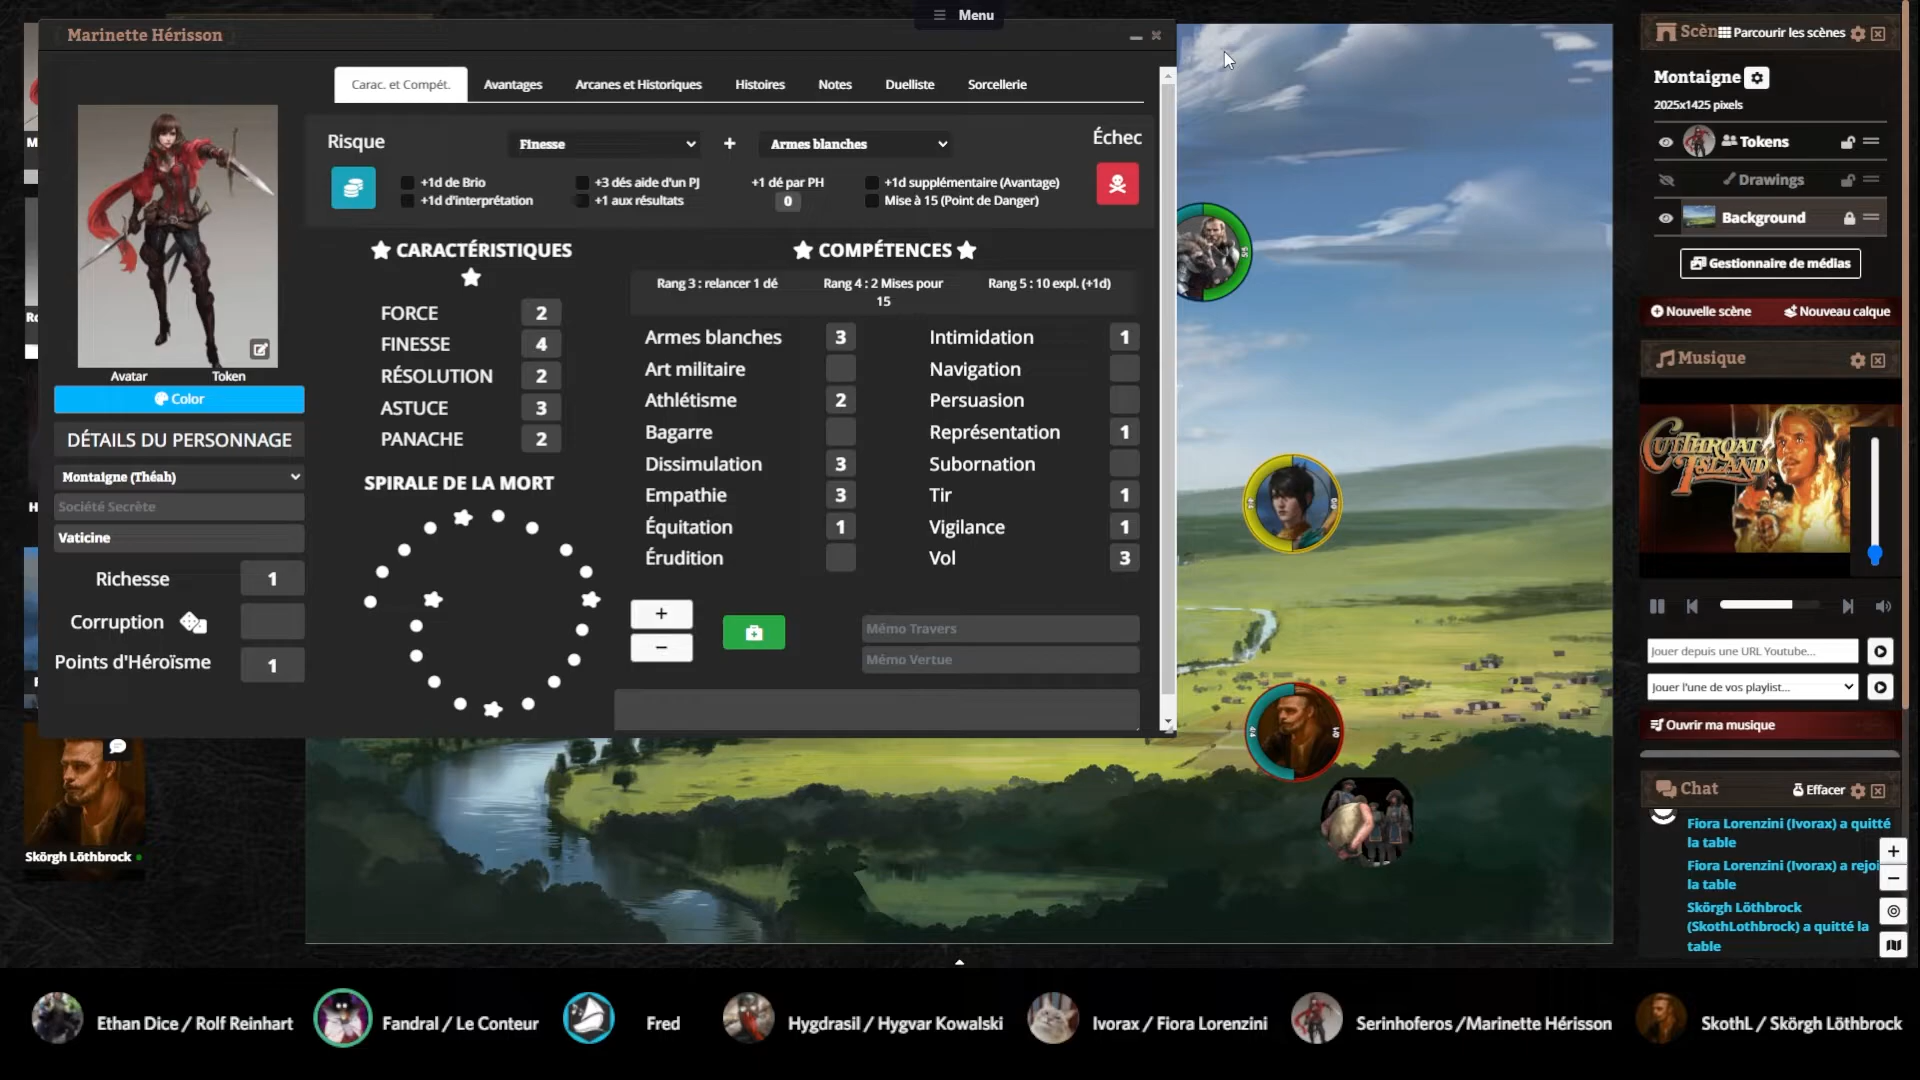 Menu
Marinette Hérisson
Carac. et Compét.
Avantages
Arcanes et Historiques
Histoires
Notes
Duelliste
Sorcellerie
Risque
Finesse
+
Armes blanches
Échec
+1d de Brio
+1d d'interprétation
+3 dés aide d'un PJ
+1 aux résultats
+1 dé par PH
0
+1d supplémentaire (Avantage)
Mise à 15 (Point de Danger)
CARACTÉRISTIQUES
FORCE 2
FINESSE 4
RÉSOLUTION 2
ASTUCE 3
PANACHE 2
SPIRALE DE LA MORT
COMPÉTENCES
Rang 3 : relancer 1 dé
Rang 4 : 2 Mises pour
15
Rang 5 : 10 expl. (+1d)
Armes blanches 3
Art militaire
Athlétisme 2
Bagarre
Dissimulation 3
Empathie 3
Équitation 1
Érudition
Intimidation 1
Navigation
Persuasion
Représentation 1
Subornation
Tir 1
Vigilance 1
Vol 3
+
−
Mémo Travers
Mémo Vertue
Avatar
Token
Color
DÉTAILS DU PERSONNAGE
Montaigne (Théah)
Société Secrète
Vaticine
Richesse 1
Corruption
Points d'Héroïsme 1
Skörgh Löthbrock
Scèn
Parcourir les scènes
Montaigne
2025x1425 pixels
Tokens
Drawings
Background
Gestionnaire de médias
Nouvelle scène
Nouveau calque
Musique
CUTTHROAT
ISLAND
Jouer depuis une URL Youtube...
Jouer l'une de vos playlist...
Ouvrir ma musique
Chat
Effacer
Fiora Lorenzini (Ivorax) a quitté
la table
Fiora Lorenzini (Ivorax) a rejoi
la table
Skörgh Löthbrock
(SkothLothbrock) a quitté la
table
+
−
Ethan Dice / Rolf Reinhart
Fandral / Le Conteur
Fred
Hygdrasil / Hygvar Kowalski
Ivorax / Fiora Lorenzini
Serinhoferos /Marinette Hérisson
SkothL / Skörgh Löthbrock